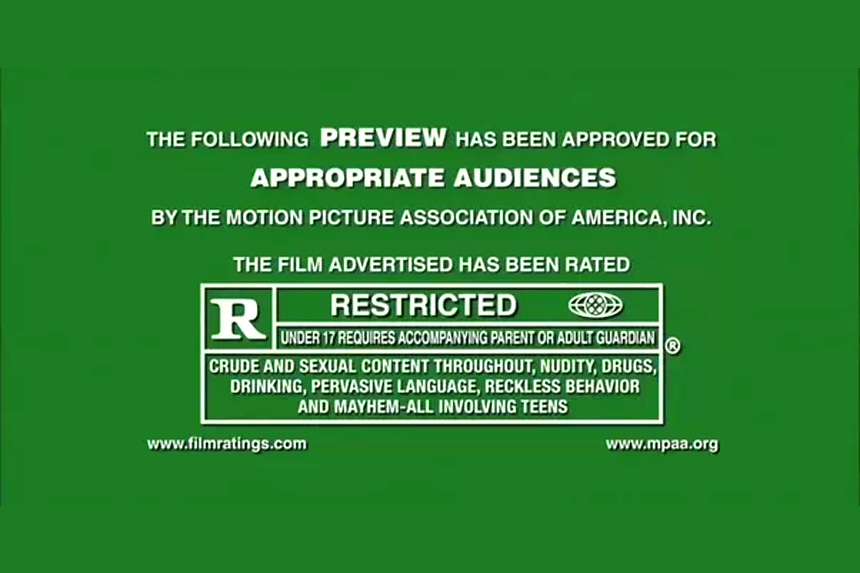 THE FOLLOWING PREVIEW HAS BEEN APPROVED FOR
APPROPRIATE AUDIENCES
BY THE MOTION PICTURE ASSOCIATION OF AMERICA, INC.
THE FILM ADVERTISED HAS BEEN RATED
R RESTRICTED
UNDER 17 REQUIRES ACCOMPANYING PARENT OR ADULT GUARDIAN ®
CRUDE AND SEXUAL CONTENT THROUGHOUT, NUDITY, DRUGS,
DRINKING, PERVASIVE LANGUAGE, RECKLESS BEHAVIOR
AND MAYHEM-ALL INVOLVING TEENS
www.filmratings.com www.mpaa.org